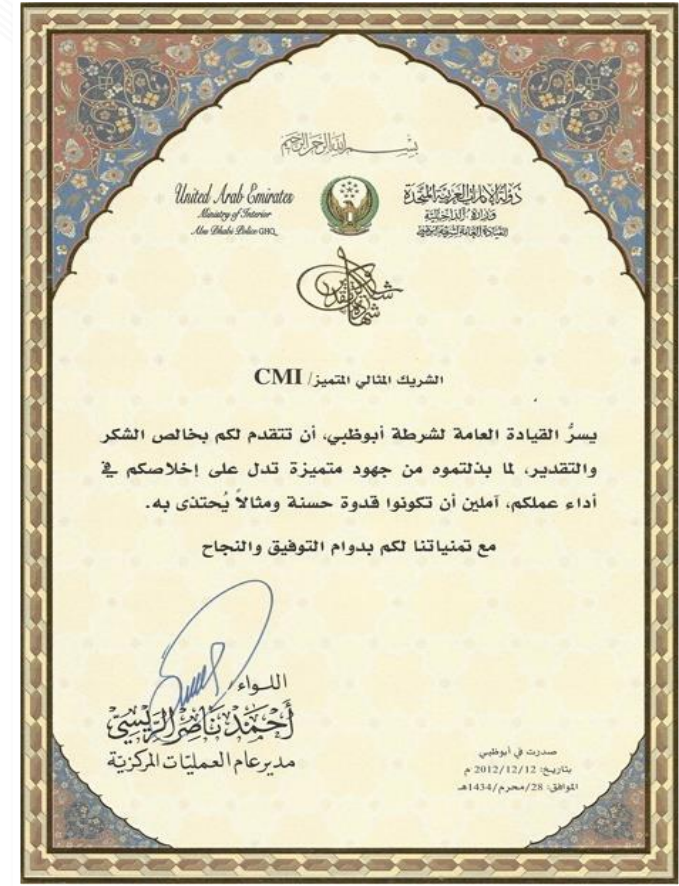 بسم الله الرحمن الرحيم
United Arab Emirates
Ministry of Interior
Abu Dhabi Police GHQ
دولة الإمارات العربية المتحدة
وزارة الداخلية
القيادة العامة لشرطة أبوظبي
شهادة شكر وتقدير
الشريك المثالي المتميز/ CMI
يسرُّ القيادة العامة لشرطة أبوظبي، أن تتقدم لكم بخالص الشكر
والتقدير، لما بذلتموه من جهود متميزة تدل على إخلاصكم في
أداء عملكم، آملين أن تكونوا قدوة حسنة ومثالاً يُحتذى به.
مع تمنياتنا لكم بدوام التوفيق والنجاح
اللواء/
أحمد ناصر الريسي
مدير عام العمليات المركزية
صدرت في أبوظبي
بتاريخ: 2012/12/12 م
الموافق: 28/محرم/1434هـ